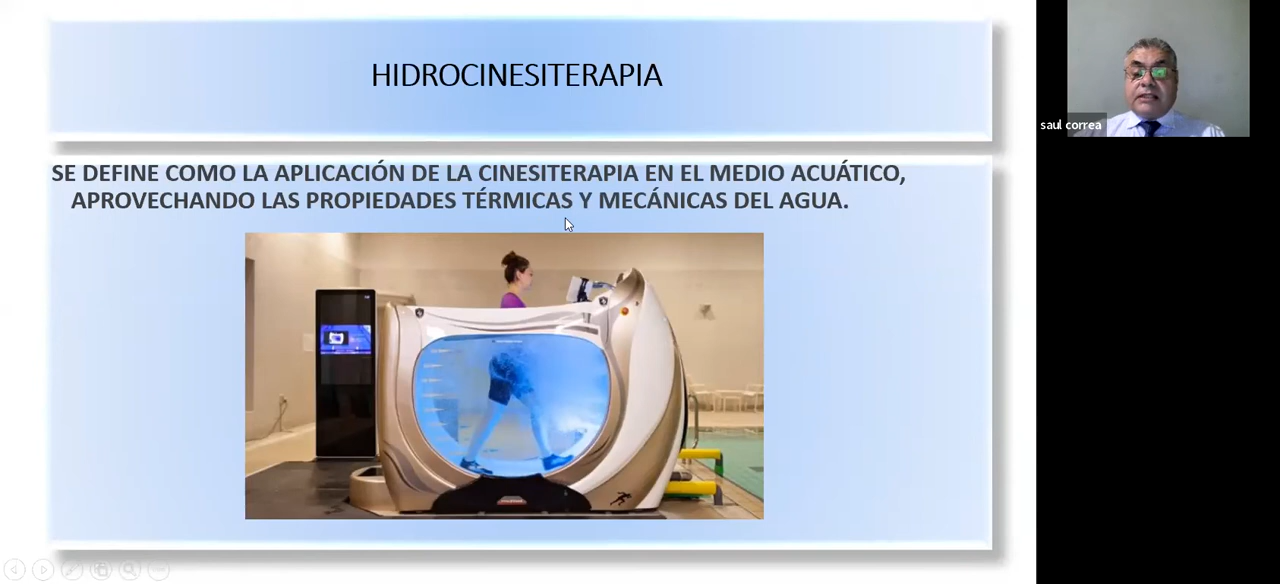 HIDROCINESITERAPIA
SE DEFINE COMO LA APLICACIÓN DE LA CINESITERAPIA EN EL MEDIO ACUÁTICO,
APROVECHANDO LAS PROPIEDADES TÉRMICAS Y MECÁNICAS DEL AGUA.
saul correa